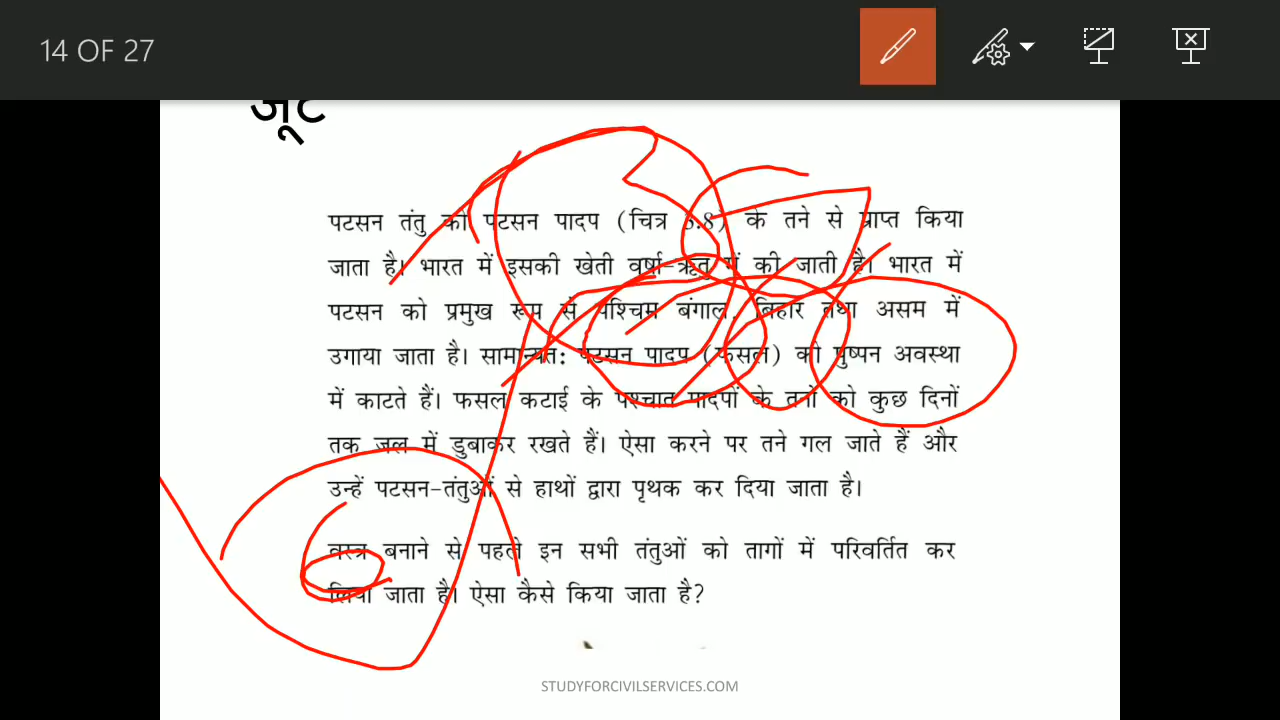 14 OF 27
जूट
पटसन तंतु को पटसन पादप (चित्र 3.8) के तने से प्राप्त किया
जाता है। भारत में इसकी खेती वर्षा-ऋतु में की जाती है। भारत में
पटसन को प्रमुख रूप से पश्चिम बंगाल, बिहार तथा असम में
उगाया जाता है। सामान्यत: पटसन पादप (फसल) को पुष्पन अवस्था
में काटते हैं। फसल कटाई के पश्चात पादपों के तनों को कुछ दिनों
तक जल में डुबाकर रखते हैं। ऐसा करने पर तने गल जाते हैं और
उन्हें पटसन-तंतुओं से हाथों द्वारा पृथक कर दिया जाता है।
वस्त्र बनाने से पहले इन सभी तंतुओं को तागों में परिवर्तित कर
लिया जाता है। ऐसा कैसे किया जाता है?
STUDYFORCIVILSERVICES.COM